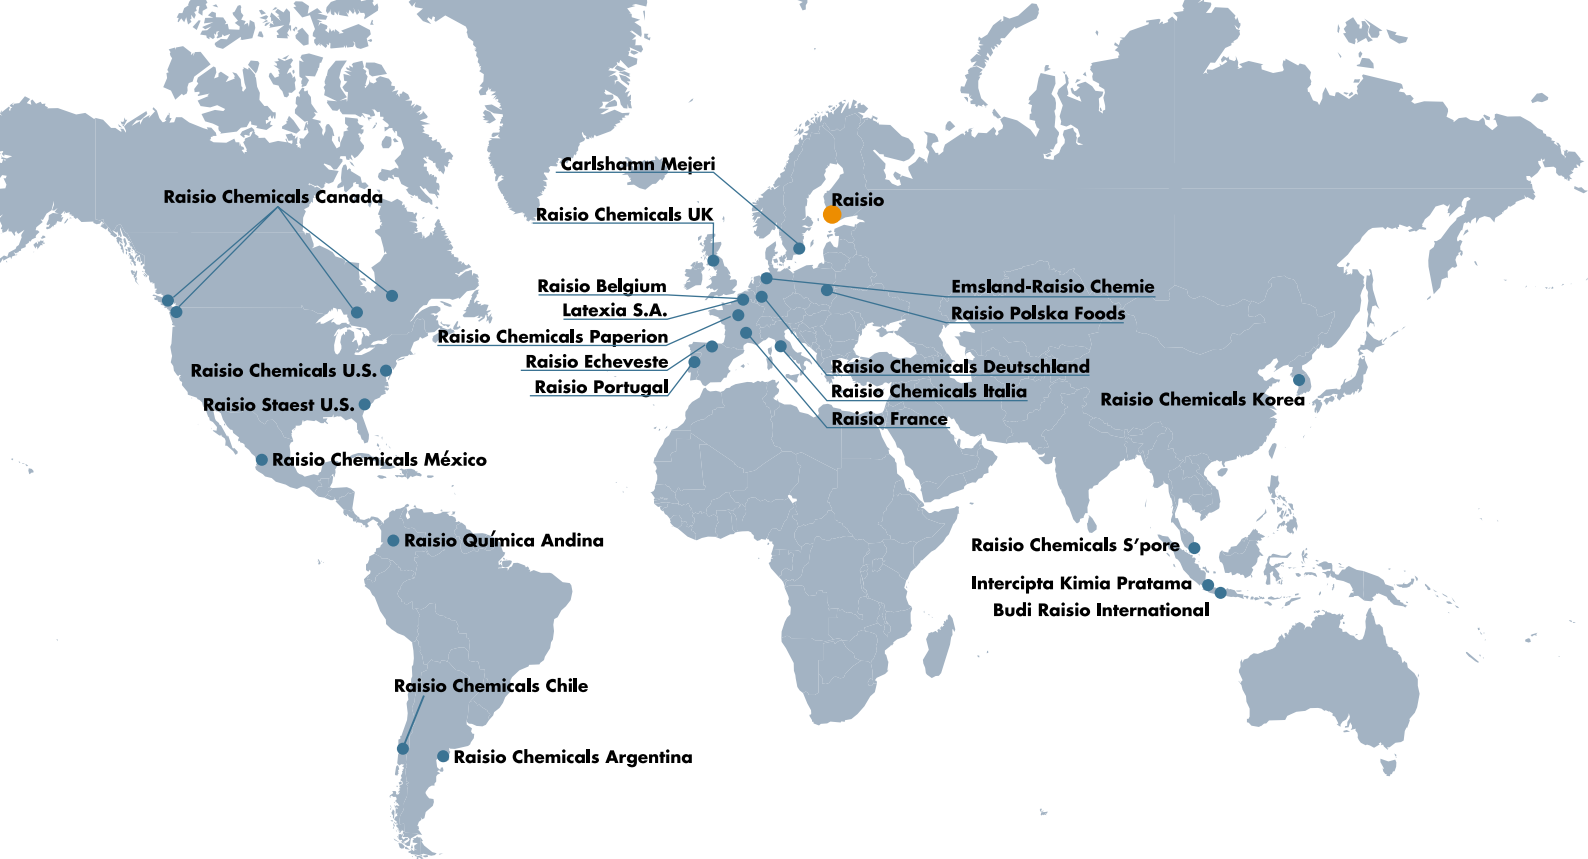 Carlshamn Mejeri
Raisio Chemicals Canada
Raisio
Raisio Chemicals UK
Raisio Belgium
Emsland-Raisio Chemie
Latexia S.A.
Raisio Polska Foods
Raisio Chemicals Paperion
Raisio Echeveste
Raisio Chemicals Deutschland
Raisio Chemicals U.S.
Raisio Portugal
Raisio Chemicals Italia
Raisio Chemicals Korea
Raisio Staest U.S.
Raisio France
Raisio Chemicals México
Raisio Química Andina
Raisio Chemicals S'pore
Intercipta Kimia Pratama
Budi Raisio International
Raisio Chemicals Chile
Raisio Chemicals Argentina